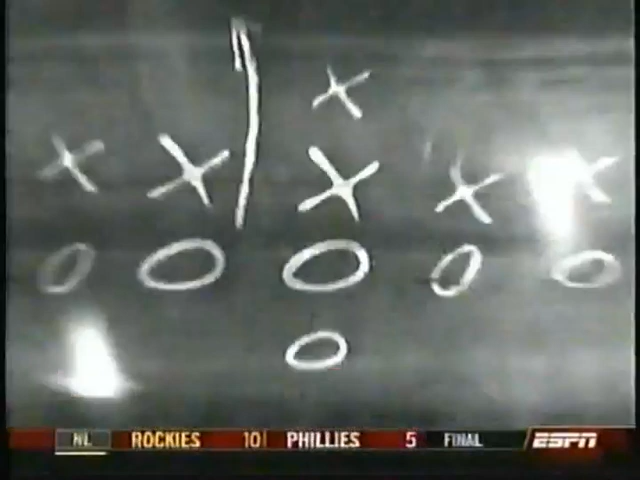 X
X X X X X
O O O O O
O
NL ROCKIES 10 PHILLIES 5 FINAL ESPN